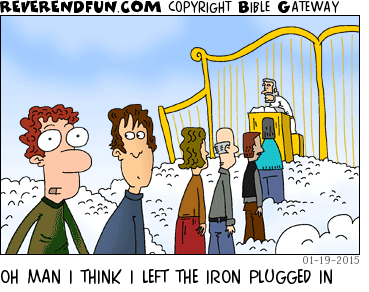 REVERENDFUN.COM COPYRIGHT BIBLE GATEWAY
01-19-2015
OH MAN I THINK I LEFT THE IRON PLUGGED IN